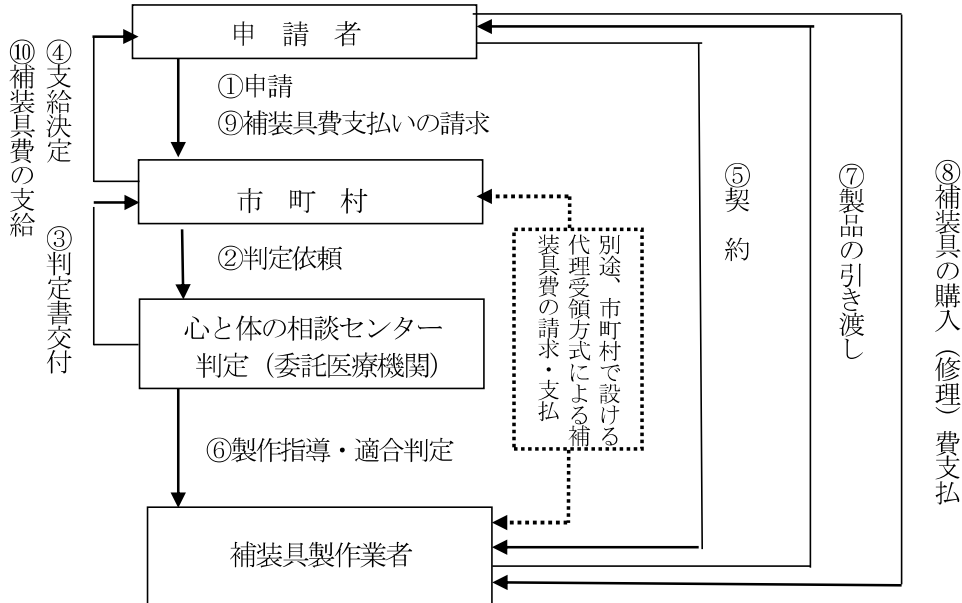 申　請　者
①申請
⑨補装具費支払いの請求
④支給決定
⑩補装具費の支給
市　町　村
②判定依頼
③判定書交付
心と体の相談センター
判定（委託医療機関）
⑥製作指導・適合判定
補装具製作業者
別途、市町村で設ける
代理受領方式による補
装具費の請求・支払
⑤契　約
⑦製品の引き渡し
⑧補装具の購入（修理）費支払